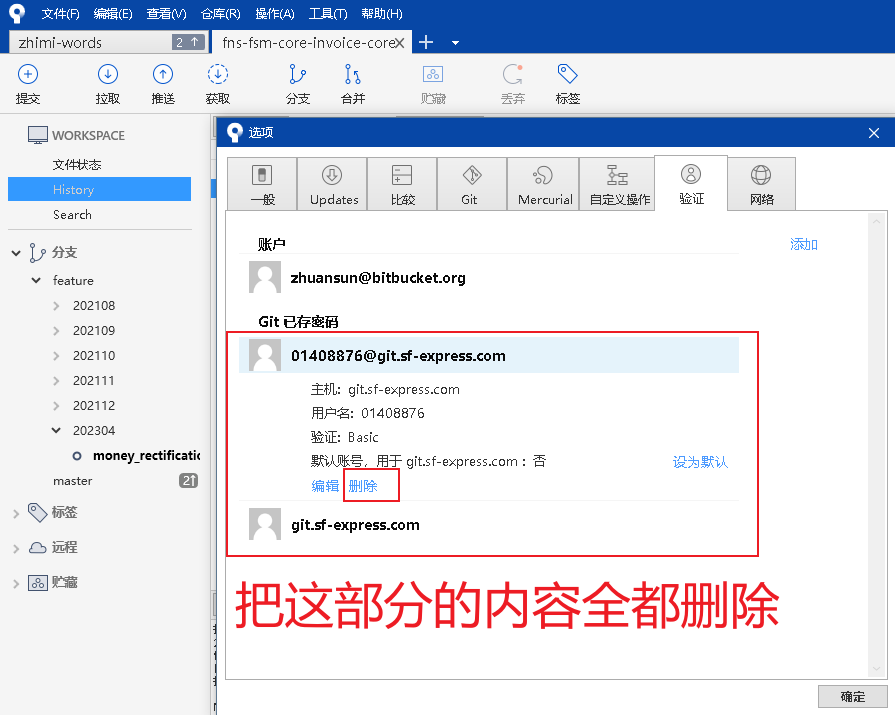 文件(F) 编辑(E) 查看(V) 仓库(R) 操作(A) 工具(T) 帮助(H)
zhimi-words 2 ↑ fns-fsm-core-invoice-core
提交 拉取 推送 获取 分支 合并 贮藏 丢弃 标签
WORKSPACE
文件状态
History
Search
分支
feature
202108
202109
202110
202111
202112
202304
money_rectificatio
master 2↑
标签
远程
贮藏
选项
一般 Updates 比较 Git Mercurial 自定义操作 验证 网络
账户 添加
zhuansun@bitbucket.org
Git 已存密码
01408876@git.sf-express.com
主机: git.sf-express.com
用户名: 01408876
验证: Basic
默认账号，用于 git.sf-express.com： 否 设为默认
编辑 删除
git.sf-express.com
把这部分的内容全都删除
确定